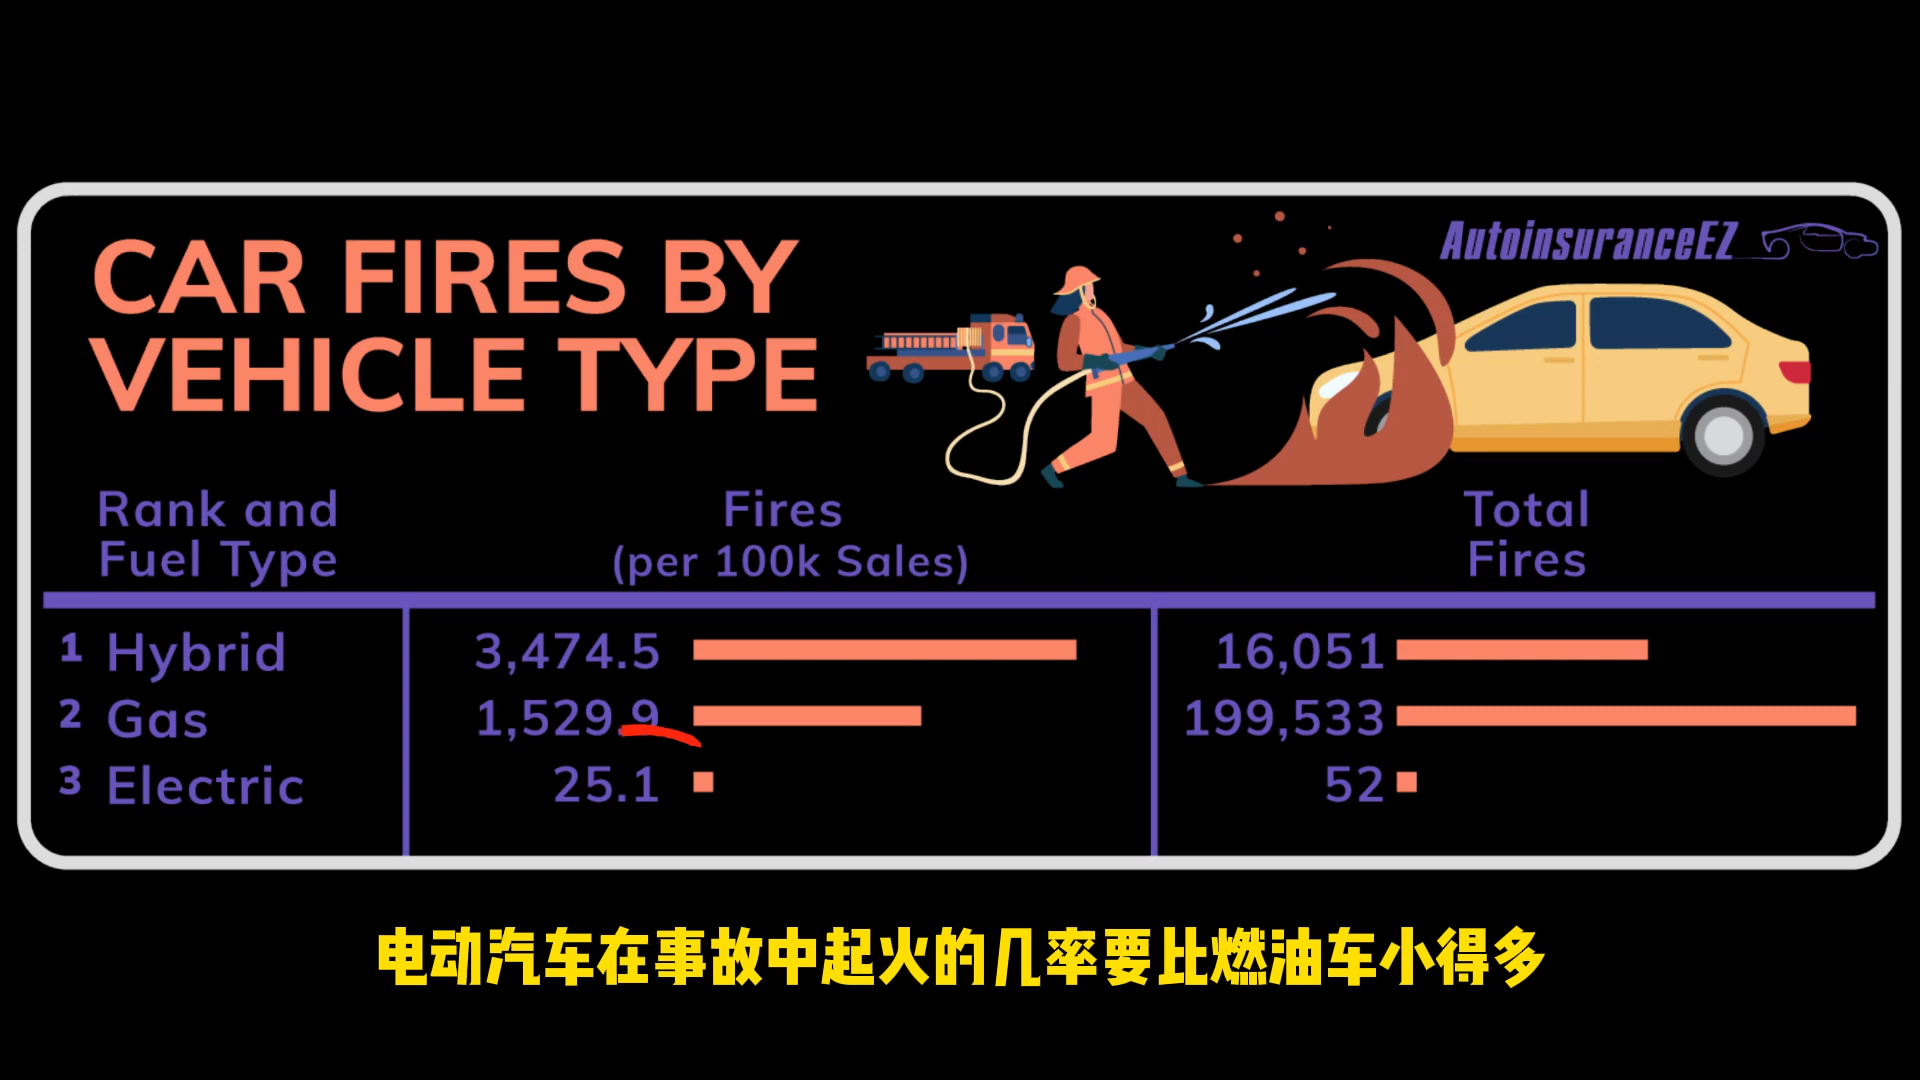 AutoinsuranceEZ
CAR FIRES BY
VEHICLE TYPE
Rank and
Fuel Type
Fires
(per 100k Sales)
Total
Fires
1 Hybrid 3,474.5 16,051
2 Gas 1,529.9 199,533
3 Electric 25.1 52
电动汽车在事故中起火的几率要比燃油车小得多